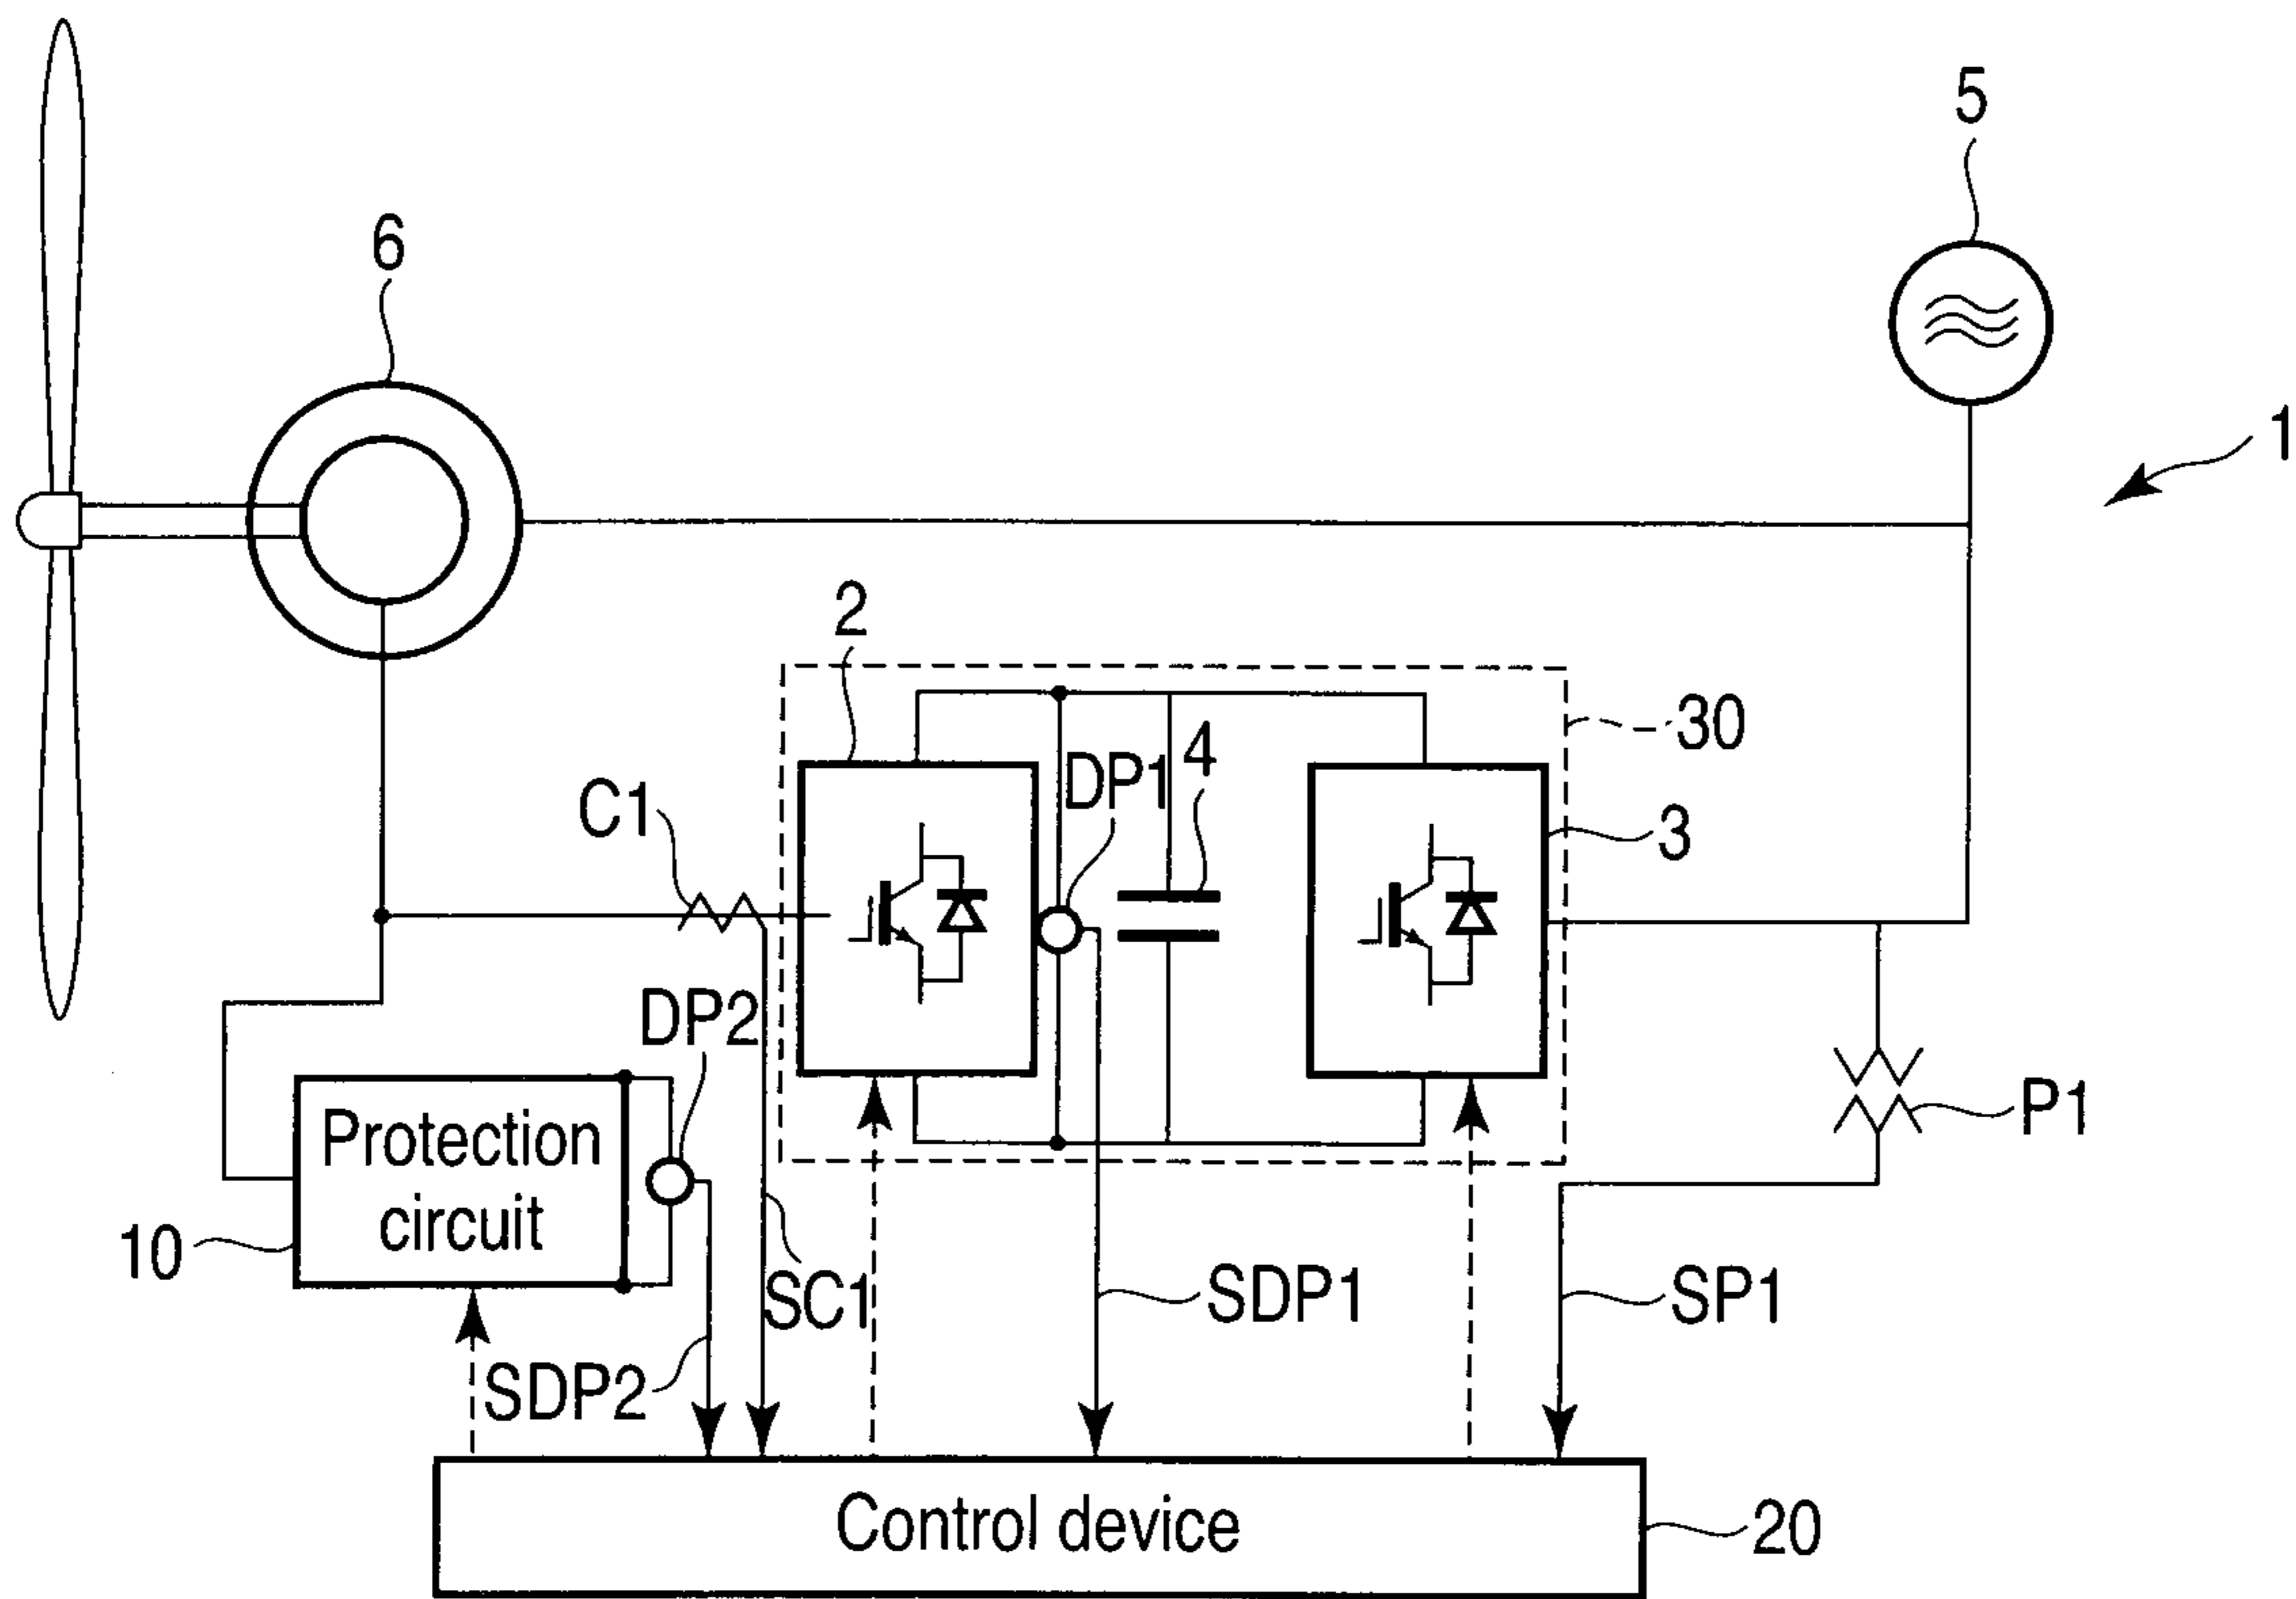 5
6
1
2
30
DP1
4
C1
3
DP2
P1
Protection
circuit
10
SC1
SDP1
SP1
SDP2
Control device
20